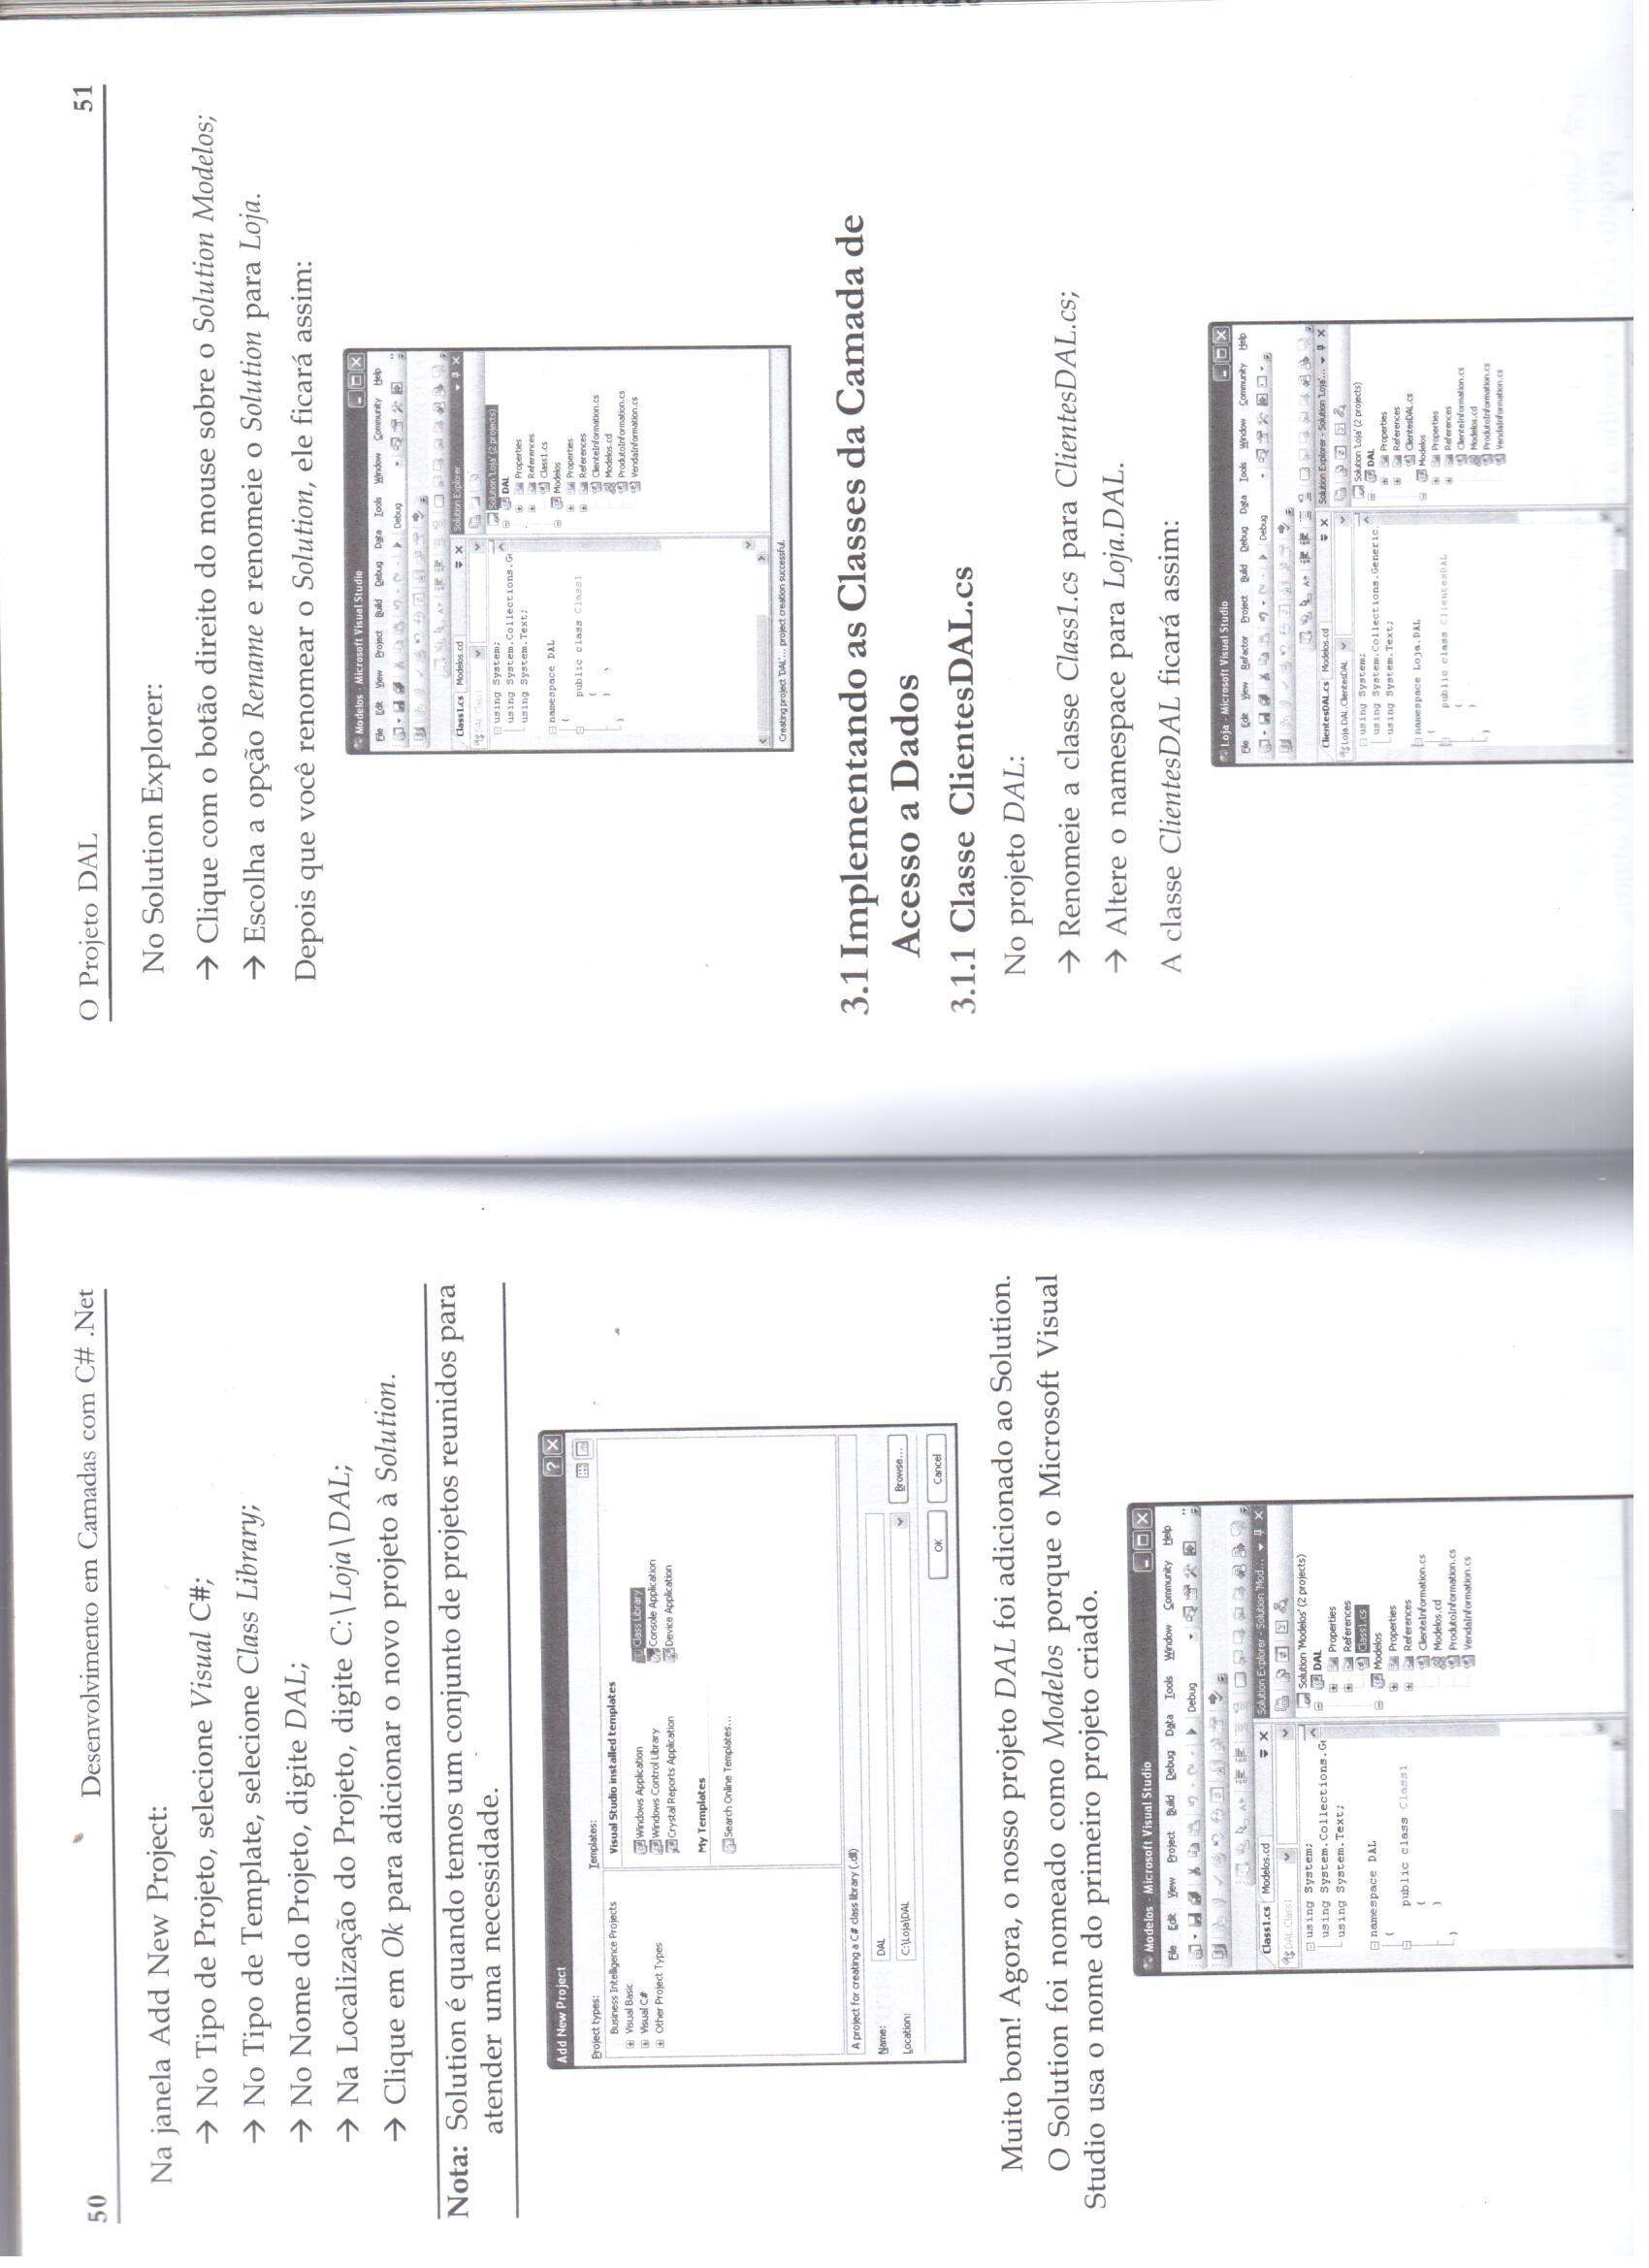 50
Desenvolvimento em Camadas com C# .Net
Na janela Add New Project:
→ No Tipo de Projeto, selecione Visual C#;
→ No Tipo de Template, selecione Class Library;
→ No Nome do Projeto, digite DAL;
→ Na Localização do Projeto, digite C:\Loja\DAL;
→ Clique em Ok para adicionar o novo projeto à Solution.
Nota: Solution é quando temos um conjunto de projetos reunidos para
atender uma necessidade.
Add New Project
Project types:
Business Intelligence Projects
Visual Basic
Visual C#
Other Project Types
Templates:
Visual Studio installed templates
Windows Application
Windows Control Library
Crystal Reports Application
Class Library
Console Application
Device Application
My Templates
Search Online Templates...
A project for creating a C# class library (.dll)
Name: DAL
Location: C:\Loja\DAL
Browse...
OK Cancel
Muito bom! Agora, o nosso projeto DAL foi adicionado ao Solution.
O Solution foi nomeado como Modelos porque o Microsoft Visual
Studio usa o nome do primeiro projeto criado.
Modelos - Microsoft Visual Studio
File Edit View Project Build Debug Data Tools Window Community Help
Debug
Class1.cs Modelos.cd
DAL.Class1
using System;
using System.Collections.Ge
using System.Text;
namespace DAL
{
public class Class1
{
}
}
Solution Explorer - Solution 'Mod...
Solution 'Modelos' (2 projects)
DAL
Properties
References
Class1.cs
Modelos
Properties
References
ClienteInformation.cs
Modelos.cd
ProdutoInformation.cs
VendaInformation.cs
O Projeto DAL
51
No Solution Explorer:
→ Clique com o botão direito do mouse sobre o Solution Modelos;
→ Escolha a opção Rename e renomeie o Solution para Loja.
Depois que você renomear o Solution, ele ficará assim:
Modelos - Microsoft Visual Studio
File Edit View Project Build Debug Data Tools Window Community Help
Debug
Class1.cs Modelos.cd
DAL.Class1
using System;
using System.Collections.Ge
using System.Text;
namespace DAL
{
public class Class1
{
}
}
Solution Explorer
Solution 'Loja' (2 projects)
DAL
Properties
References
Class1.cs
Modelos
Properties
References
ClienteInformation.cs
Modelos.cd
ProdutoInformation.cs
VendaInformation.cs
Creating project 'DAL'... project creation successful.
3.1 Implementando as Classes da Camada de
Acesso a Dados
3.1.1 Classe ClientesDAL.cs
No projeto DAL:
→ Renomeie a classe Class1.cs para ClientesDAL.cs;
→ Altere o namespace para Loja.DAL.
A classe ClientesDAL ficará assim:
Loja - Microsoft Visual Studio
File Edit View Refactor Project Build Debug Data Tools Window Community Help
Debug
ClientesDAL.cs Modelos.cd
Loja.DAL.ClientesDAL
using System;
using System.Collections.Generic.
using System.Text;
namespace Loja.DAL
{
public class ClientesDAL
{
}
}
Solution Explorer - Solution 'Loja'...
Solution 'Loja' (2 projects)
DAL
Properties
References
ClientesDAL.cs
Modelos
Properties
References
ClienteInformation.cs
Modelos.cd
ProdutoInformation.cs
VendaInformation.cs